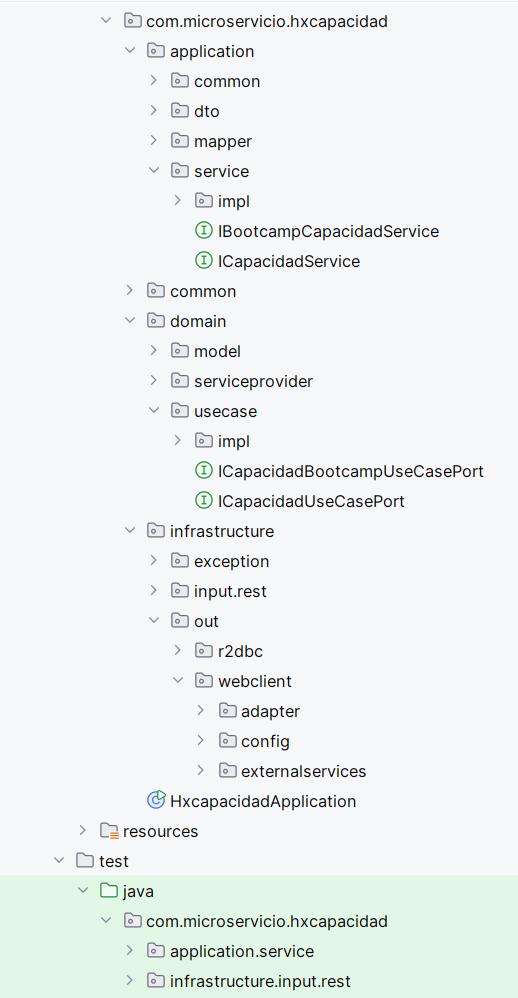 com.microservicio.hxcapacidad
application
common
dto
mapper
service
impl
IBootcampCapacidadService
ICapacidadService
common
domain
model
serviceprovider
usecase
impl
ICapacidadBootcampUseCasePort
ICapacidadUseCasePort
infrastructure
exception
input.rest
out
r2dbc
webclient
adapter
config
externalservices
HxcapacidadApplication
resources
test
java
com.microservicio.hxcapacidad
application.service
infrastructure.input.rest